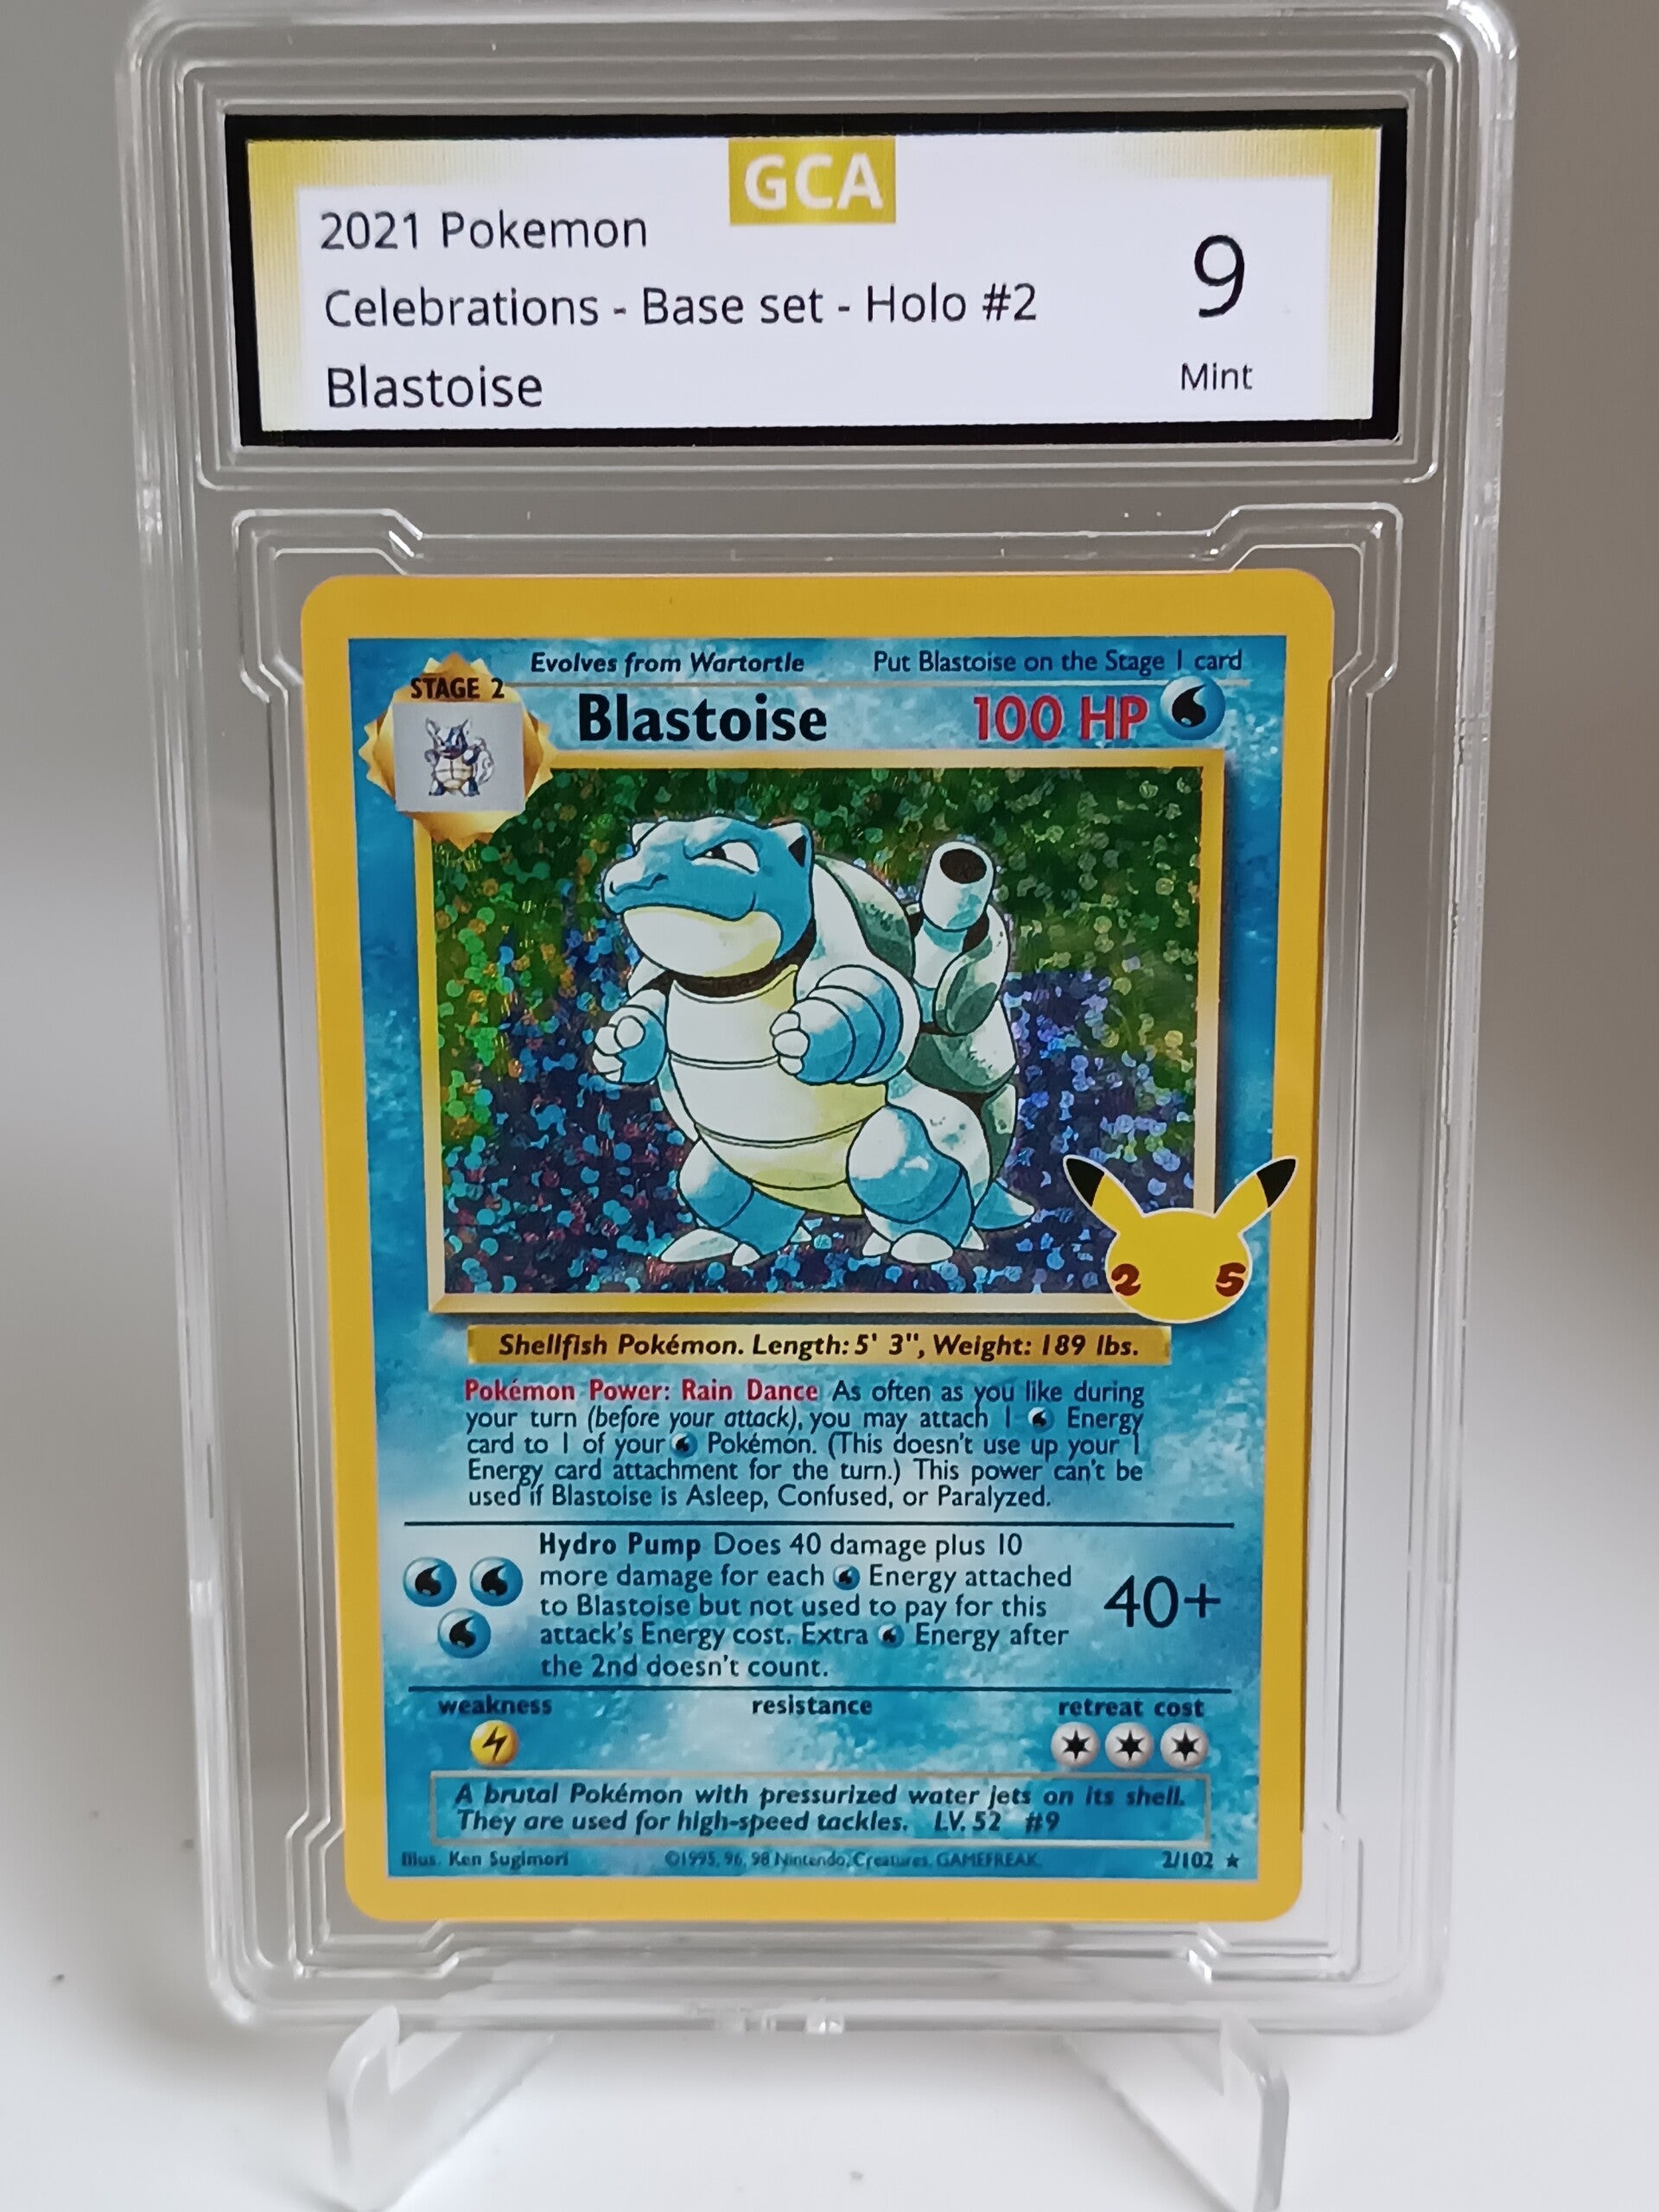 GCA
2021 Pokemon
Celebrations - Base set - Holo #2
Blastoise
9
Mint
Evolves from Wartortle
Put Blastoise on the Stage 1 card
STAGE 2
Blastoise
100 HP
2 5
Shellfish Pokémon. Length: 5' 3", Weight: 189 lbs.
Pokémon Power: Rain Dance As often as you like during
your turn (before your attack), you may attach 1 Energy
card to 1 of your Pokémon. (This doesn't use up your 1
Energy card attachment for the turn.) This power can't be
used if Blastoise is Asleep, Confused, or Paralyzed.
Hydro Pump Does 40 damage plus 10
more damage for each Energy attached
to Blastoise but not used to pay for this
attack's Energy cost. Extra Energy after
the 2nd doesn't count.
40+
weakness
resistance
retreat cost
A brutal Pokémon with pressurized water jets on its shell.
They are used for high-speed tackles. LV. 52 #9
Illus. Ken Sugimori
©1995, 96, 98 Nintendo, Creatures, GAMEFREAK.
2/102 ★